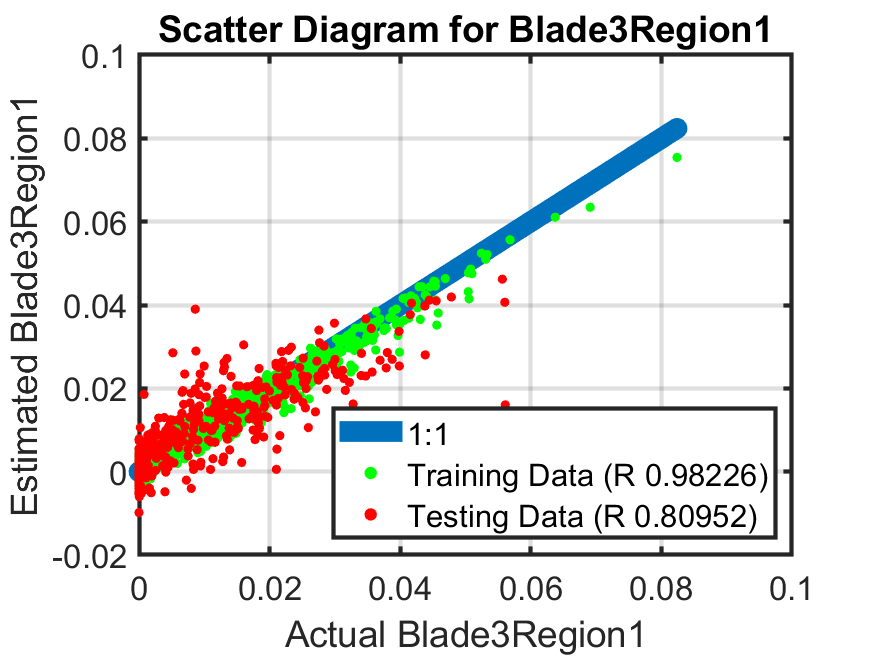 Scatter Diagram for Blade3Region1
0.1
0.08
0.06
0.04
0.02
0
-0.02
Estimated Blade3Region1
1:1
Training Data (R 0.98226)
Testing Data (R 0.80952)
0 0.02 0.04 0.06 0.08 0.1
Actual Blade3Region1